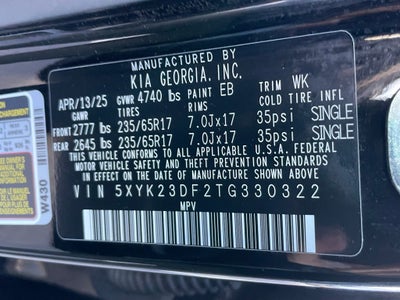 MANUFACTURED BY
KIA GEORGIA, INC.
APR/13/25 GVWR 4740 lbs PAINT EB TRIM WK
GAWR TIRES RIMS COLD TIRE PRESSURE
FRONT 2777 lbs 235/65R17 7.0Jx17 35psi SINGLE
REAR 2645 lbs 235/65R17 7.0Jx17 35psi SINGLE
THIS VEHICLE CONFORMS TO ALL APPLICABLE U.S.A. FEDERAL
MOTOR VEHICLE SAFETY AND THEFT PREVENTION STANDARDS
IN EFFECT ON THE DATE OF MANUFACTURE SHOWN ABOVE.
VIN 5XYK23DF2TG330322
MPV
W430